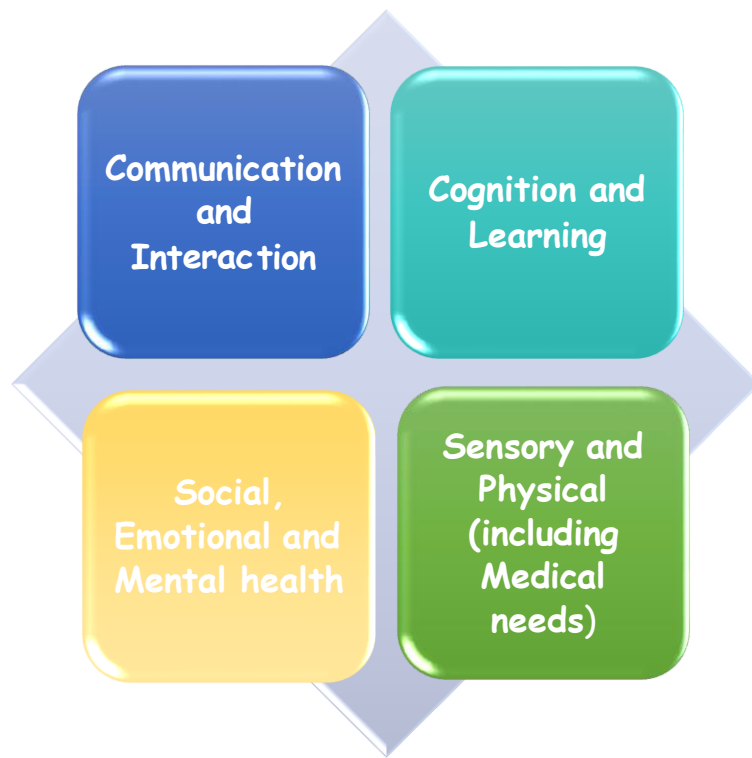 Communication
and
Interaction
Cognition and
Learning
Social,
Emotional and
Mental health
Sensory and
Physical
(including
Medical
needs)